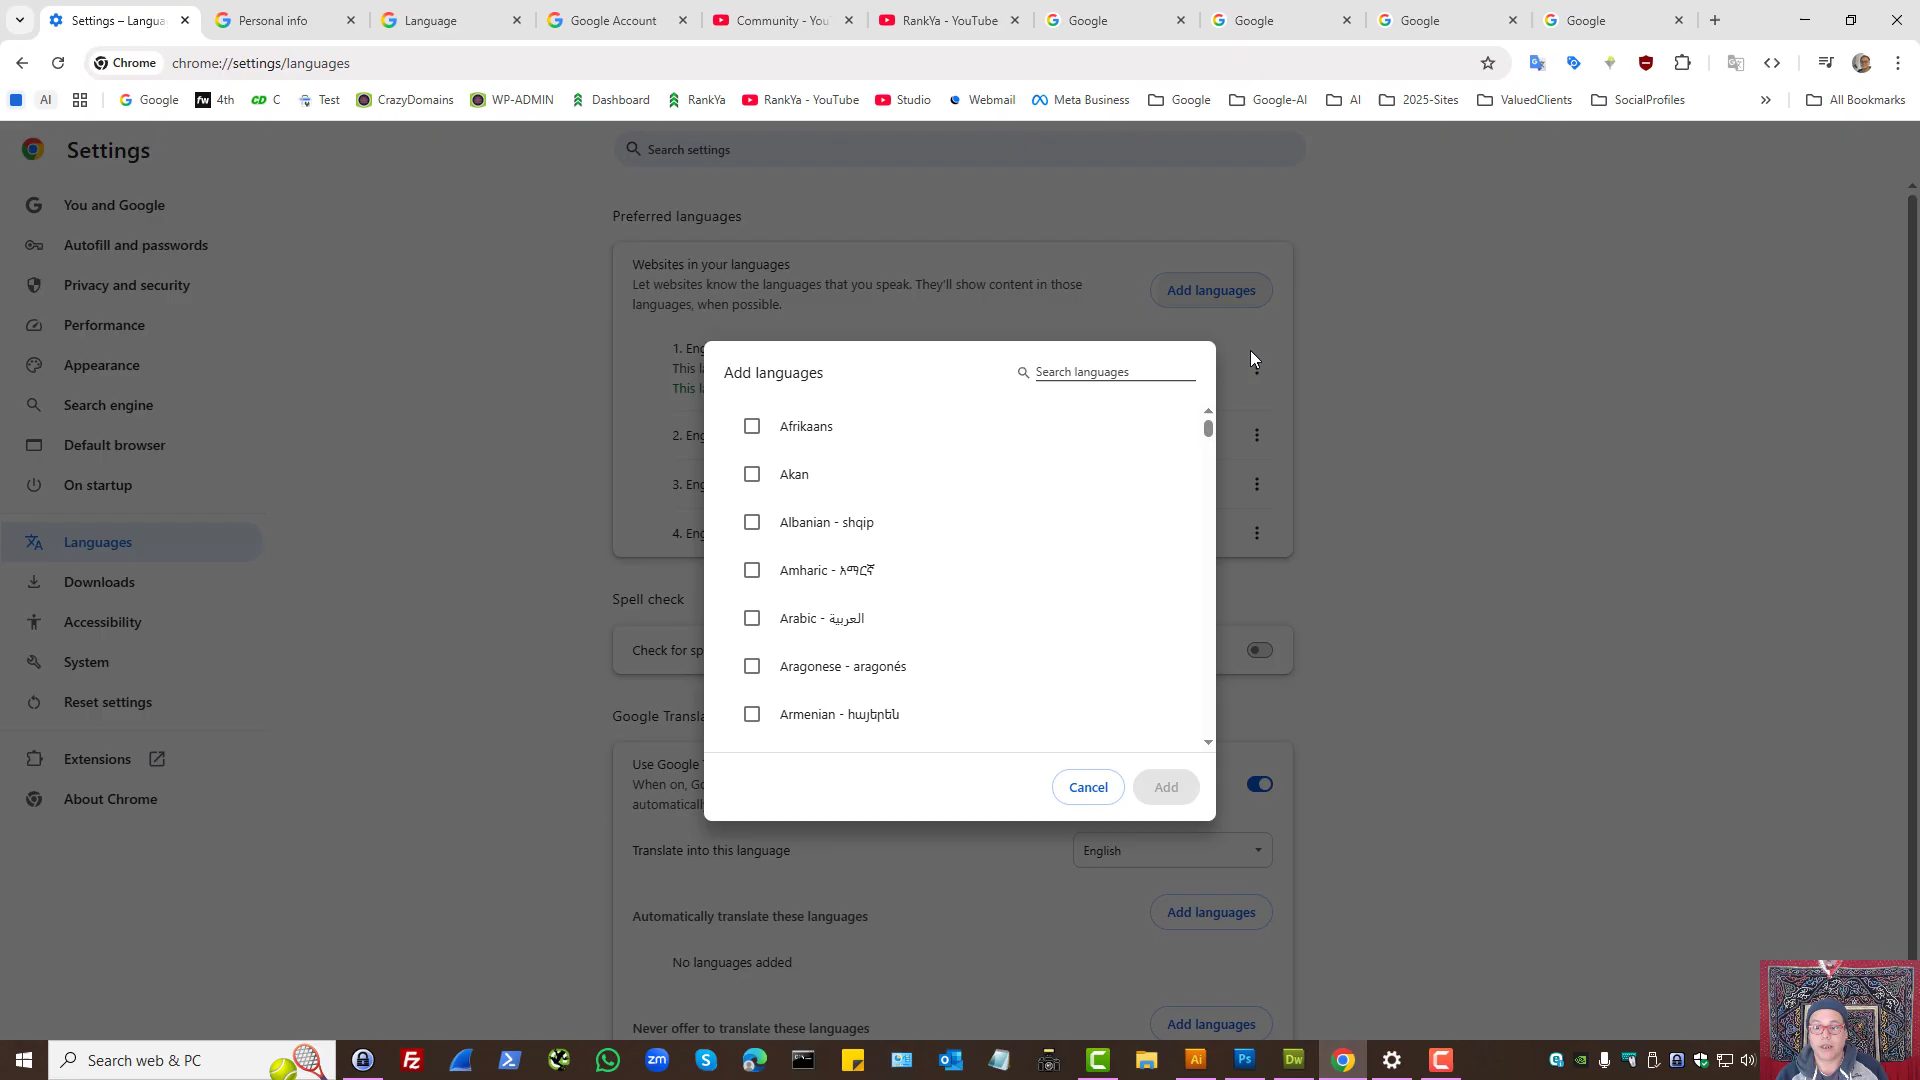 Settings – Langua
Personal info
Language
Google Account
Community - You
RankYa - YouTube
Google
Google
Google
Google
Chrome
chrome://settings/languages
AI
Google
fw 4th
CD C
Test
CrazyDomains
WP-ADMIN
Dashboard
RankYa
RankYa - YouTube
Studio
Webmail
Meta Business
Google
Google-AI
AI
2025-Sites
ValuedClients
SocialProfiles
All Bookmarks
Settings
Search settings
You and Google
Autofill and passwords
Privacy and security
Performance
Appearance
Search engine
Default browser
On startup
Languages
Downloads
Accessibility
System
Reset settings
Extensions
About Chrome
Preferred languages
Websites in your languages
Let websites know the languages that you speak. They'll show content in those
languages, when possible.
Add languages
1. Eng
This l
This l
2. Eng
3. Eng
4. Eng
Add languages
Search languages
Afrikaans
Akan
Albanian - shqip
Amharic - አማርኛ
Arabic - العربية
Aragonese - aragonés
Armenian - հայերեն
Cancel
Add
Spell check
Check for sp
Google Transla
Use Google T
When on, Go
automatically
Translate into this language
English
Automatically translate these languages
Add languages
No languages added
Never offer to translate these languages
Add languages
Search web & PC
zm
Ai
Ps
Dw